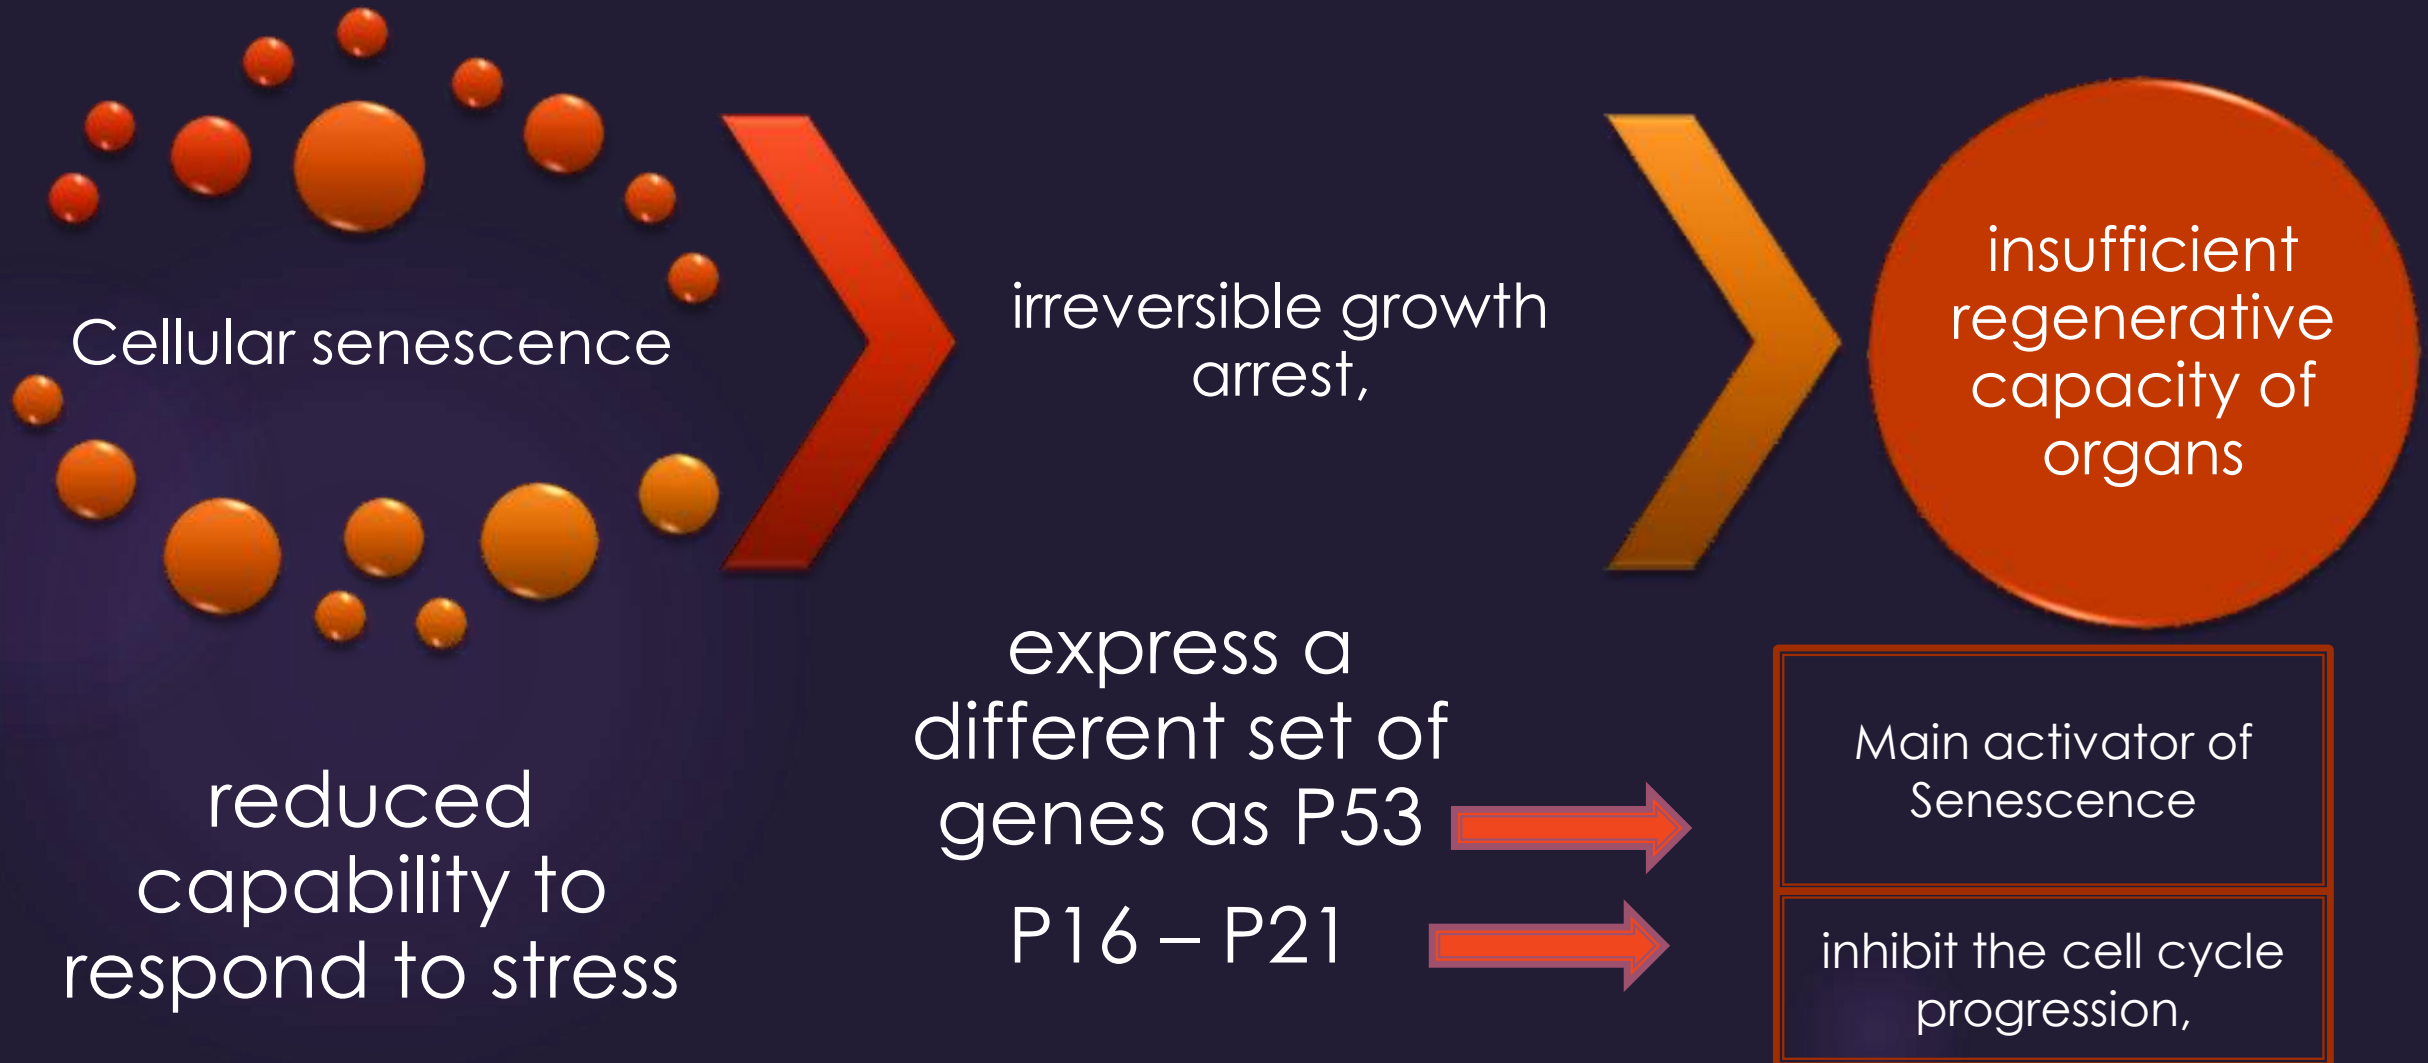 Cellular senescence
irreversible growth
arrest,
insufficient
regenerative
capacity of
organs
reduced
capability to
respond to stress
express a
different set of
genes as P53
P16 – P21
Main activator of
Senescence
inhibit the cell cycle
progression,